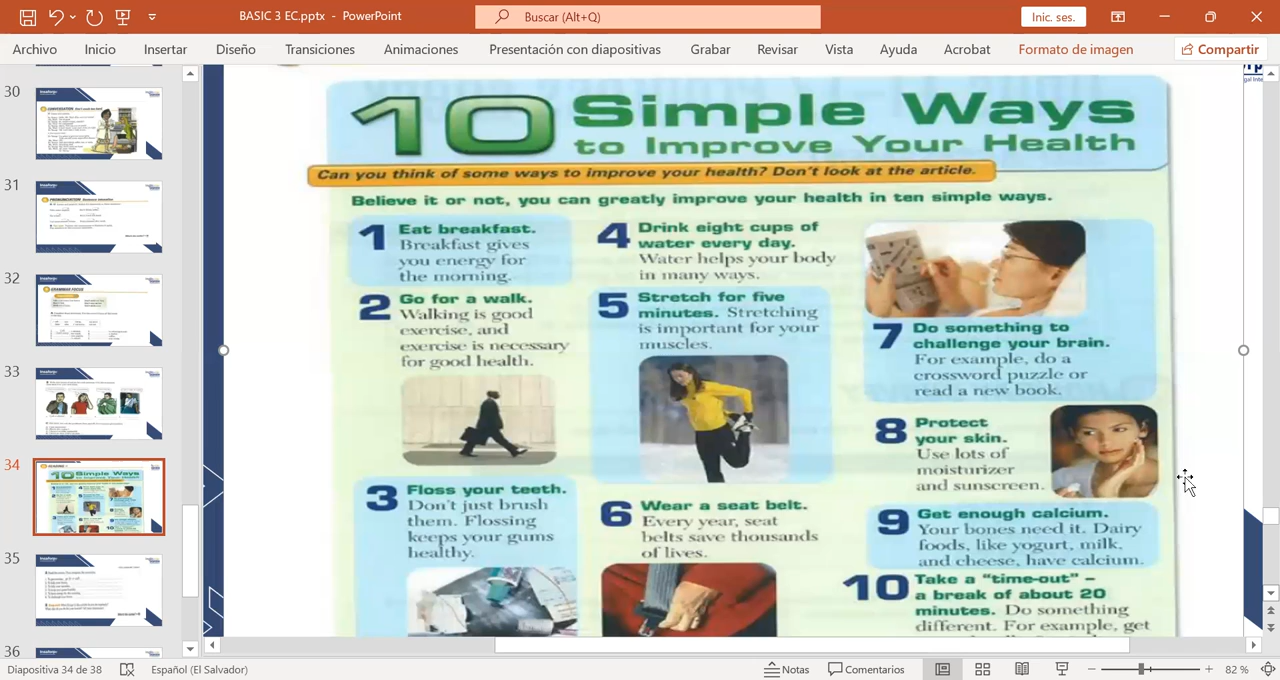 BASIC 3 EC.pptx - PowerPoint
Buscar (Alt+Q)
Inic. ses.
Archivo
Inicio
Insertar
Diseño
Transiciones
Animaciones
Presentación con diapositivas
Grabar
Revisar
Vista
Ayuda
Acrobat
Formato de imagen
Compartir
30
31
32
33
34
35
36
10 Simple Ways
to Improve Your Health
Can you think of some ways to improve your health? Don't look at the article.
Believe it or not, you can greatly improve your health in ten simple ways.
1 Eat breakfast.
Breakfast gives
you energy for
the morning.
2 Go for a walk.
Walking is good
exercise, and
exercise is necessary
for good health.
3 Floss your teeth.
Don't just brush
them. Flossing
keeps your gums
healthy.
4 Drink eight cups of
water every day.
Water helps your body
in many ways.
5 Stretch for five
minutes. Stretching
is important for your
muscles.
6 Wear a seat belt.
Every year, seat
belts save thousands
of lives.
7 Do something to
challenge your brain.
For example, do a
crossword puzzle or
read a new book.
8 Protect
your skin.
Use lots of
moisturizer
and sunscreen.
9 Get enough calcium.
Your bones need it. Dairy
foods, like yogurt, milk,
and cheese, have calcium.
10 Take a "time-out" –
a break of about 20
minutes. Do something
different. For example, get
Diapositiva 34 de 38
Español (El Salvador)
Notas
Comentarios
82 %